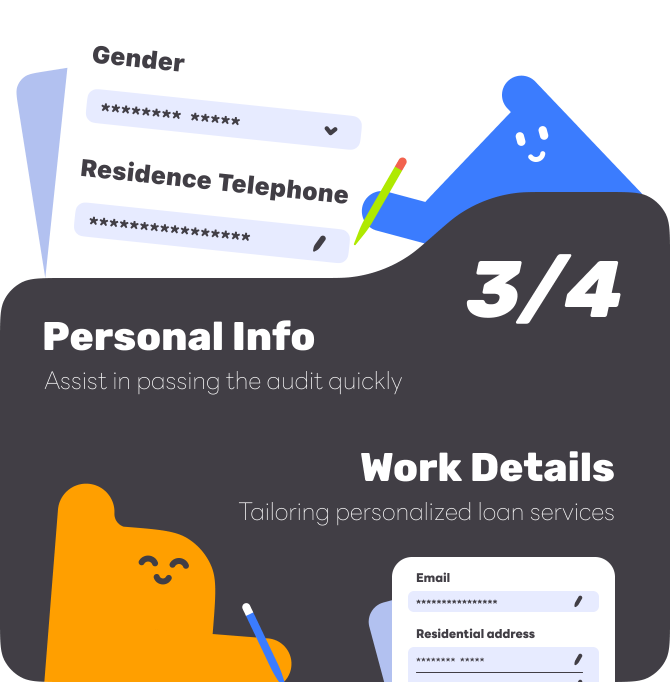 Gender
******** *****
Residence Telephone
****************
3/4
Personal Info
Assist in passing the audit quickly
Work Details
Tailoring personalized loan services
Email
****************
Residential address
******** *****